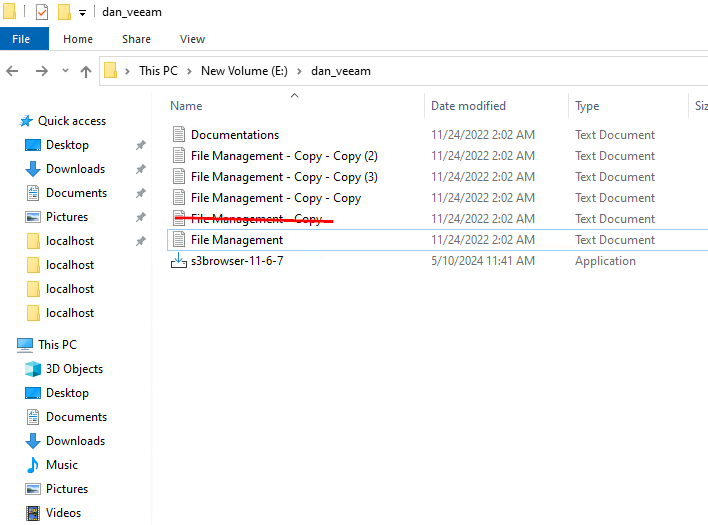 dan_veeam
File Home Share View
This PC New Volume (E:) dan_veeam
Name Date modified Type Siz
Quick access
Desktop
Downloads
Documents
Pictures
localhost
localhost
localhost
localhost
This PC
3D Objects
Desktop
Documents
Downloads
Music
Pictures
Videos
Documentations 11/24/2022 2:02 AM Text Document
File Management - Copy - Copy (2) 11/24/2022 2:02 AM Text Document
File Management - Copy - Copy (3) 11/24/2022 2:02 AM Text Document
File Management - Copy - Copy 11/24/2022 2:02 AM Text Document
File Management - Copy 11/24/2022 2:02 AM Text Document
File Management 11/24/2022 2:02 AM Text Document
s3browser-11-6-7 5/10/2024 11:41 AM Application